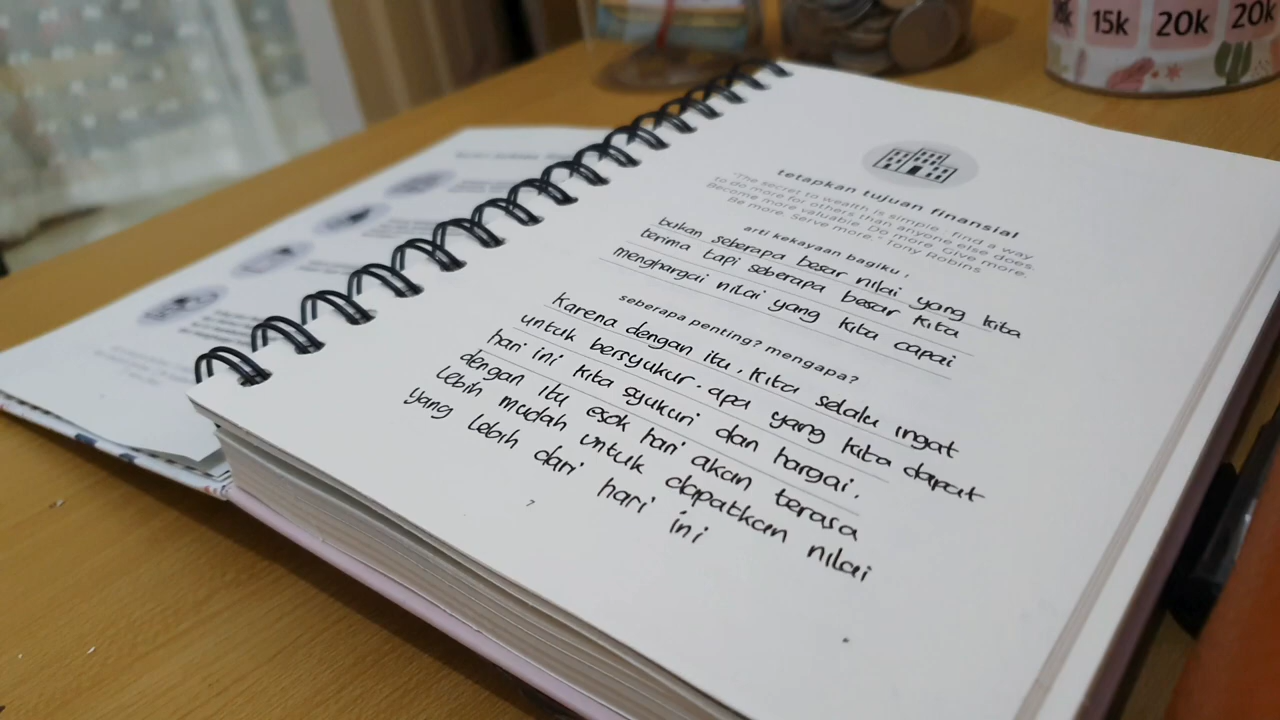 15k 20k 20k
tetapkan tujuan finansial
"The secret to wealth is simple : find a way
to do more for others than anyone else does.
Become more valuable. Do more. Give more.
Be more. Serve more." Tony Robins
arti kekayaan bagiku,
bukan seberapa besar nilai yang kita
terima tapi seberapa besar kita
menghargai nilai yang kita capai
seberapa penting? mengapa?
Karena dengan itu, kita selalu ingat
untuk bersyukur. apa yang kita dapat
hari ini kita syukuri dan hargai.
dengan itu esok hari akan terasa
lebih mudah untuk dapatkan nilai
yang lebih dari hari ini
7